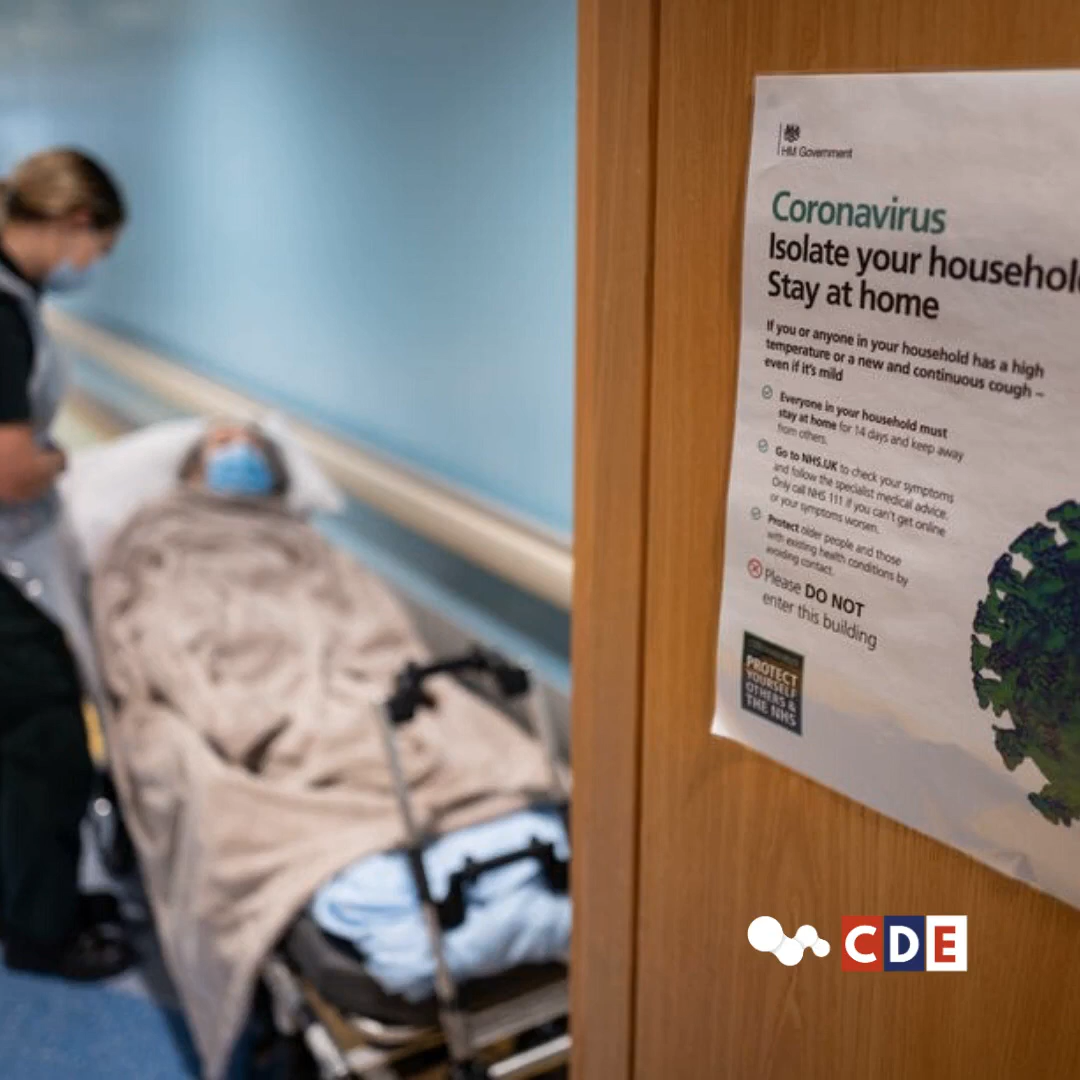 HM Government
Coronavirus
Isolate your household
Stay at home
If you or anyone in your household has a high
temperature or a new and continuous cough –
even if it's mild
Everyone in your household must
stay at home for 14 days and keep away
from others.
Go to NHS.UK to check your symptoms
and follow the specialist medical advice.
Only call NHS 111 if you can't get online
or your symptoms worsen.
Protect older people and those
with existing health conditions by
avoiding contact.
Please DO NOT
enter this building
PROTECT
YOURSELF
OTHERS &
THE NHS
CDE